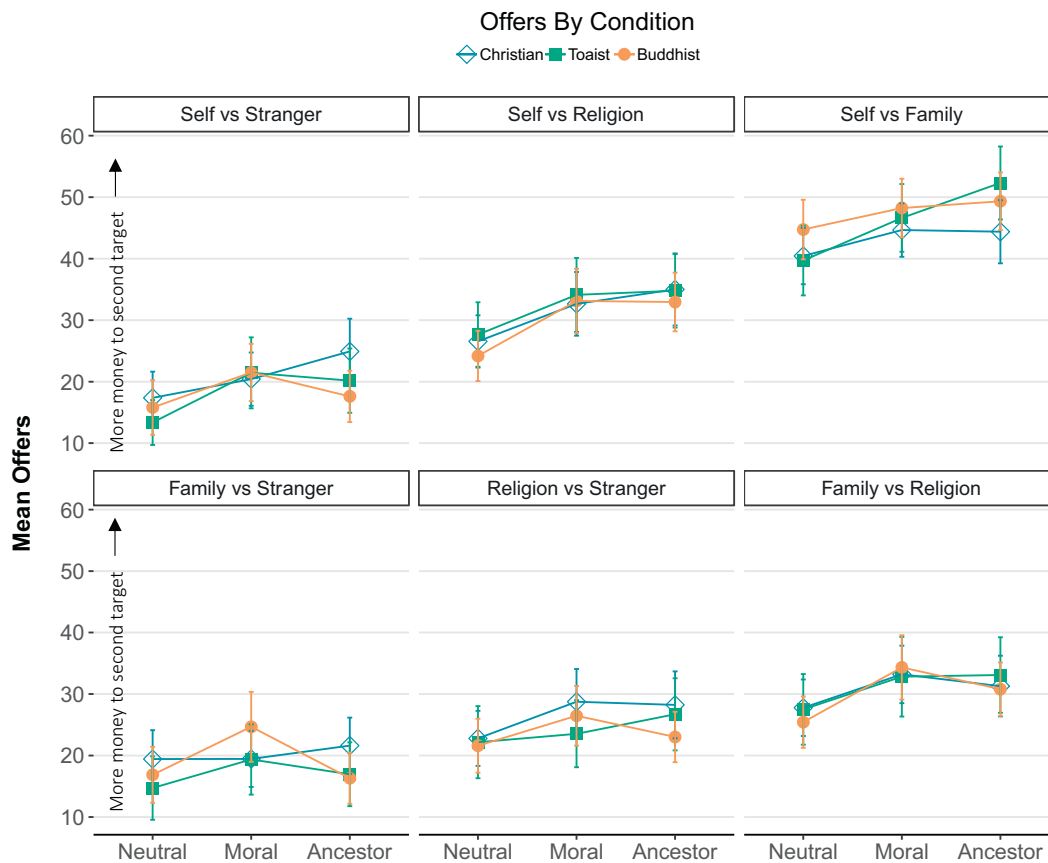 Offers By Condition
Christian Toaist Buddhist
Self vs Stranger Self vs Religion Self vs Family
60
50
40
30
20
10
More money to second target
Mean Offers
Family vs Stranger Religion vs Stranger Family vs Religion
60
50
40
30
20
10
More money to second target
Neutral Moral Ancestor Neutral Moral Ancestor Neutral Moral Ancestor